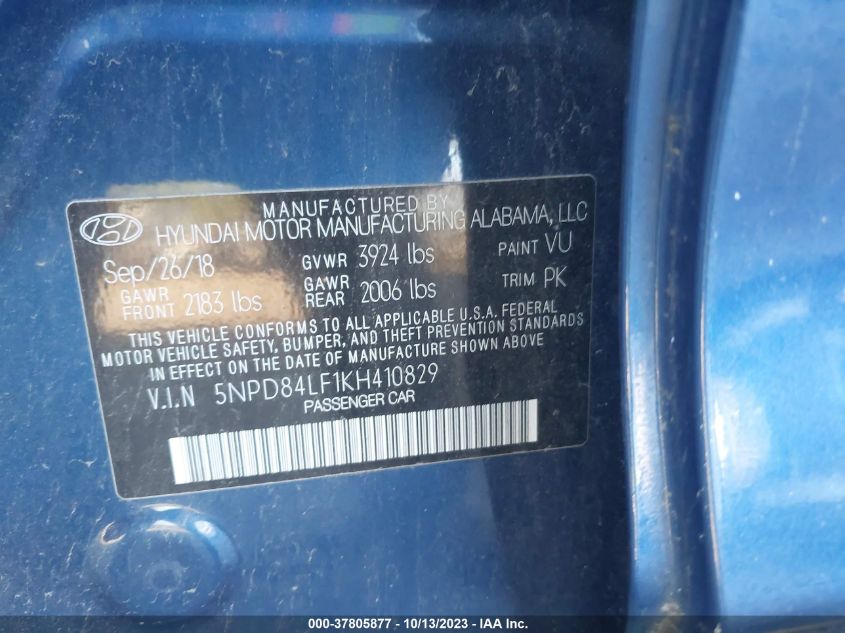 MANUFACTURED BY
HYUNDAI MOTOR MANUFACTURING ALABAMA, LLC
Sep/26/18 GVWR 3924 lbs PAINT VU
GAWR FRONT 2183 lbs GAWR REAR 2006 lbs TRIM PK
THIS VEHICLE CONFORMS TO ALL APPLICABLE U.S.A. FEDERAL
MOTOR VEHICLE SAFETY, BUMPER, AND THEFT PREVENTION STANDARDS
IN EFFECT ON THE DATE OF MANUFACTURE SHOWN ABOVE
V.I.N 5NPD84LF1KH410829
PASSENGER CAR
000-37805877 - 10/13/2023 - IAA Inc.